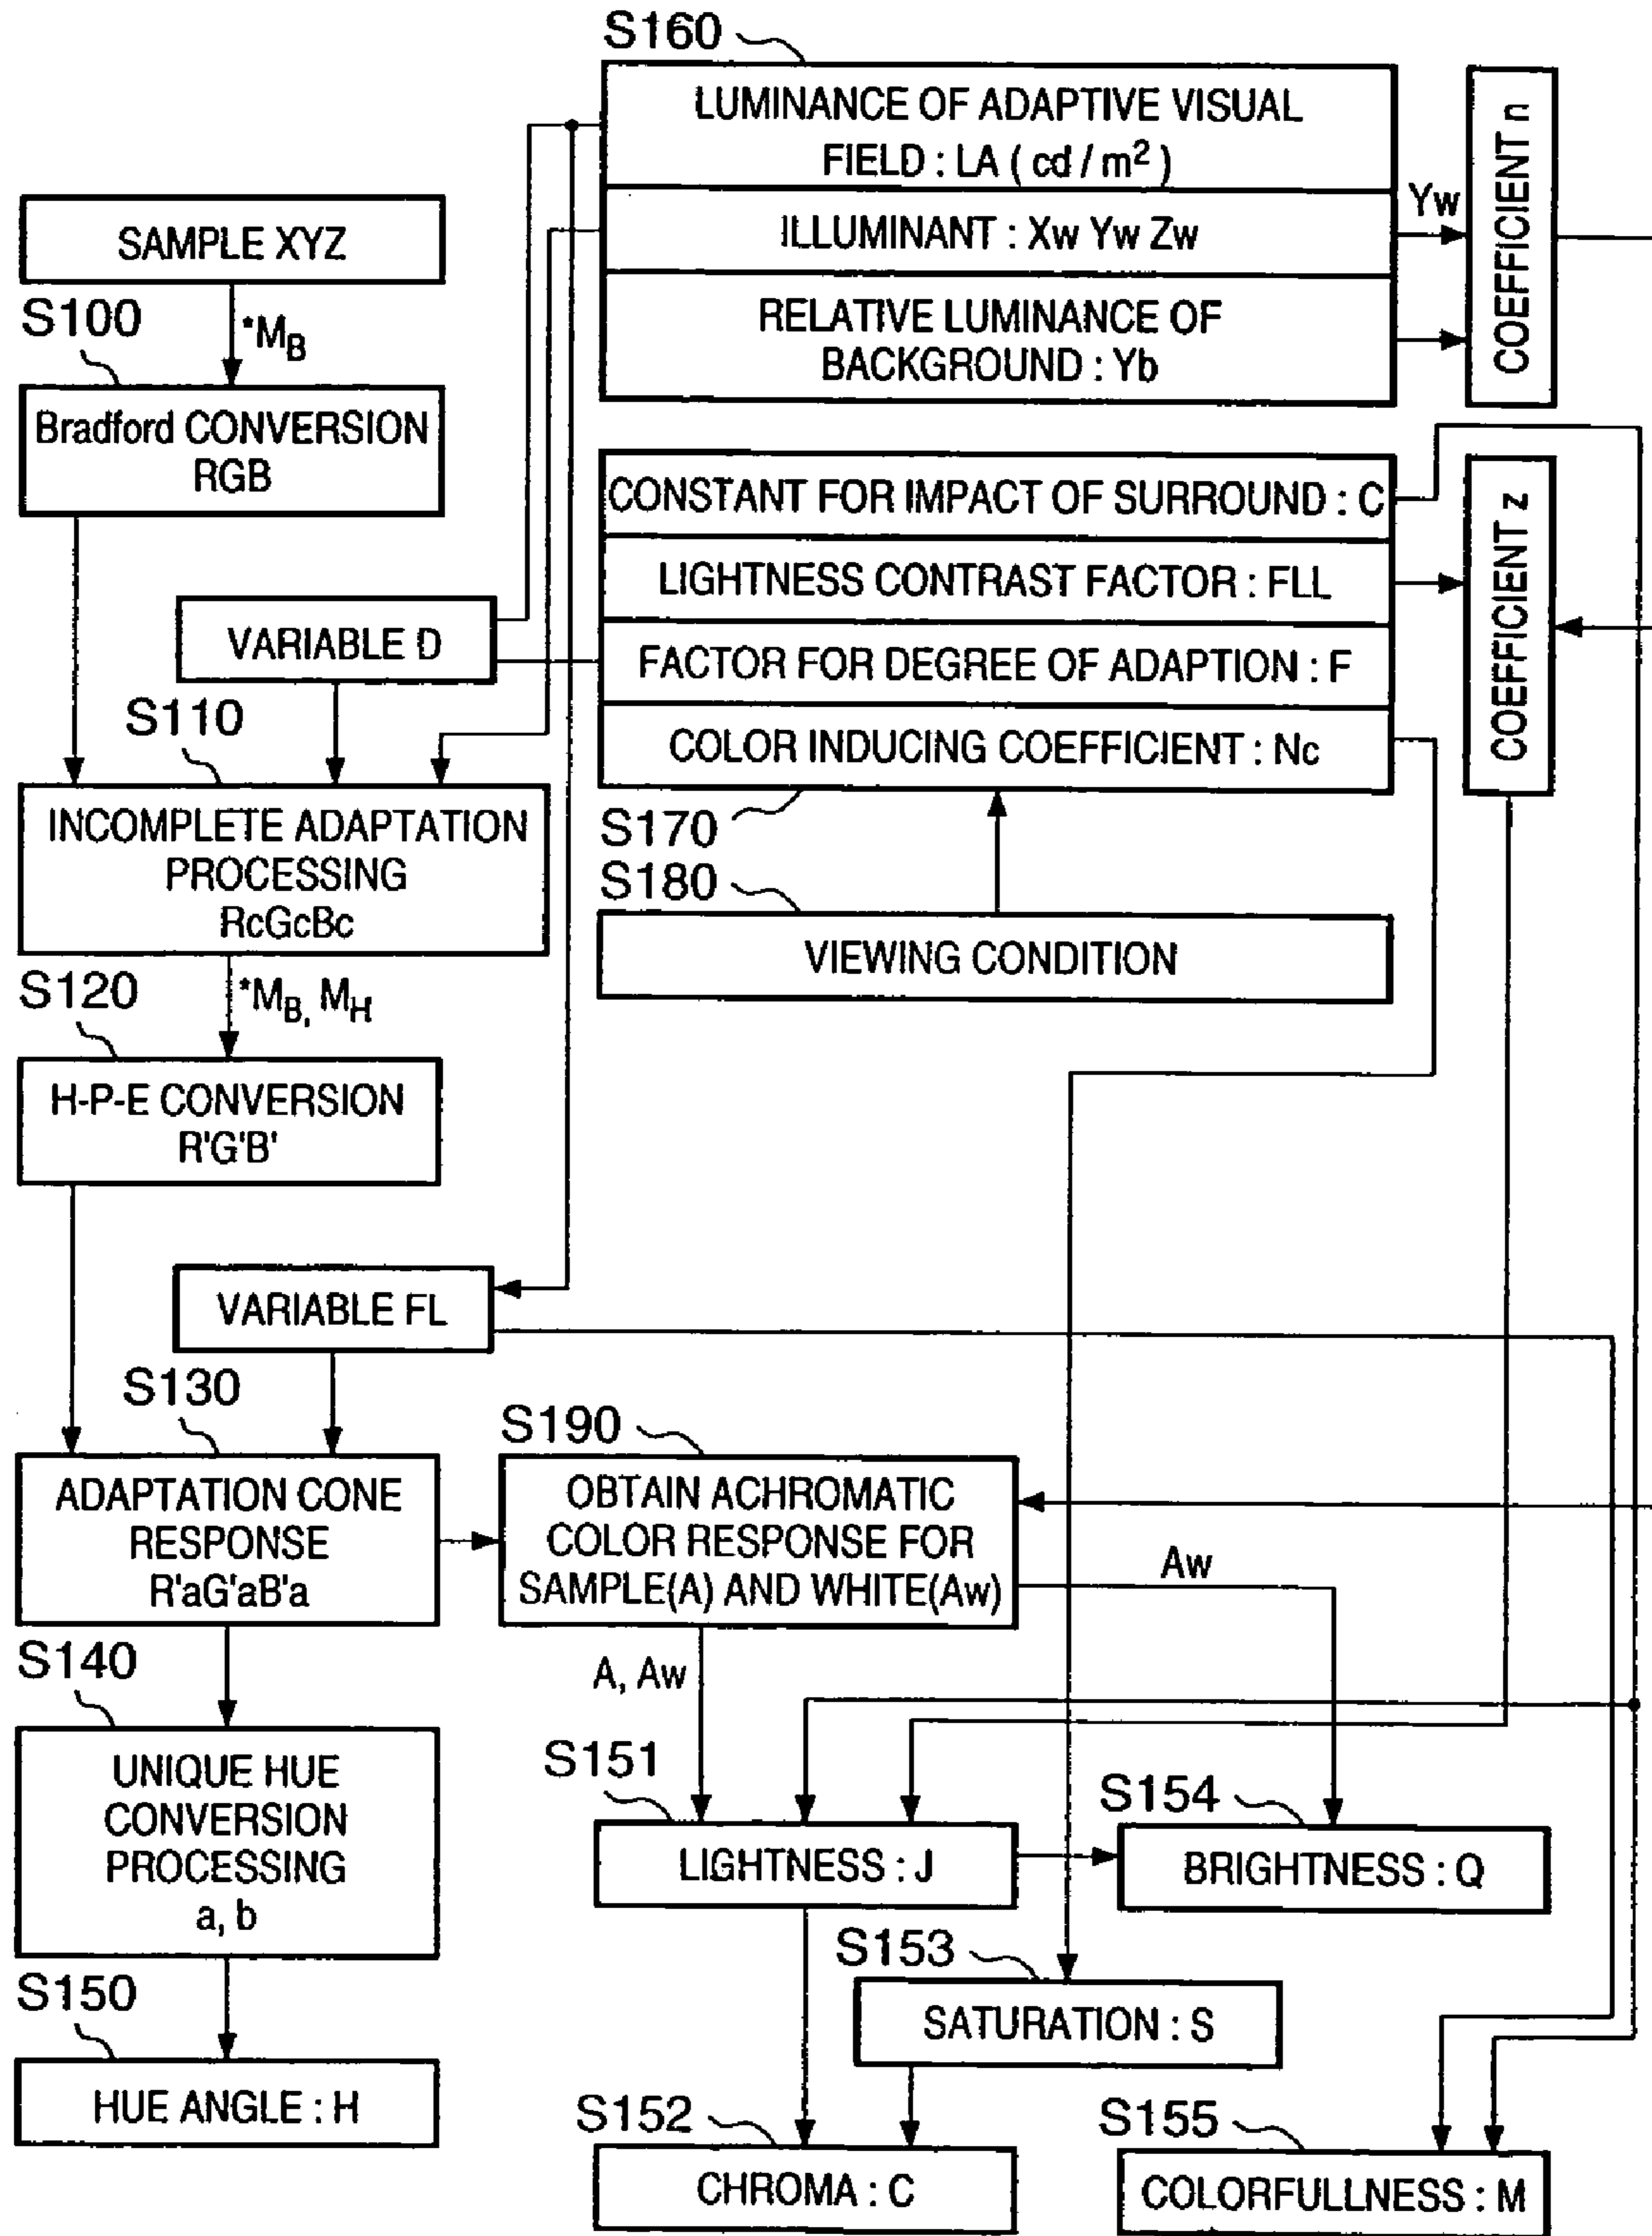 S160
LUMINANCE OF ADAPTIVE VISUAL
FIELD : LA ( cd / m² )
ILLUMINANT : Xw Yw Zw
RELATIVE LUMINANCE OF
BACKGROUND : Yb
Yw
COEFFICIENT n
SAMPLE XYZ
S100
*MB
Bradford CONVERSION
RGB
CONSTANT FOR IMPACT OF SURROUND : C
LIGHTNESS CONTRAST FACTOR : FLL
FACTOR FOR DEGREE OF ADAPTION : F
COLOR INDUCING COEFFICIENT : Nc
COEFFICIENT z
VARIABLE D
S110
S170
S180
INCOMPLETE ADAPTATION
PROCESSING
RcGcBc
VIEWING CONDITION
S120
*MB, MH
H-P-E CONVERSION
R'G'B'
VARIABLE FL
S130
ADAPTATION CONE
RESPONSE
R'aG'aB'a
S190
OBTAIN ACHROMATIC
COLOR RESPONSE FOR
SAMPLE(A) AND WHITE(Aw)
Aw
A, Aw
S140
UNIQUE HUE
CONVERSION
PROCESSING
a, b
S151
LIGHTNESS : J
S154
BRIGHTNESS : Q
S153
SATURATION : S
S150
HUE ANGLE : H
S152
CHROMA : C
S155
COLORFULLNESS : M